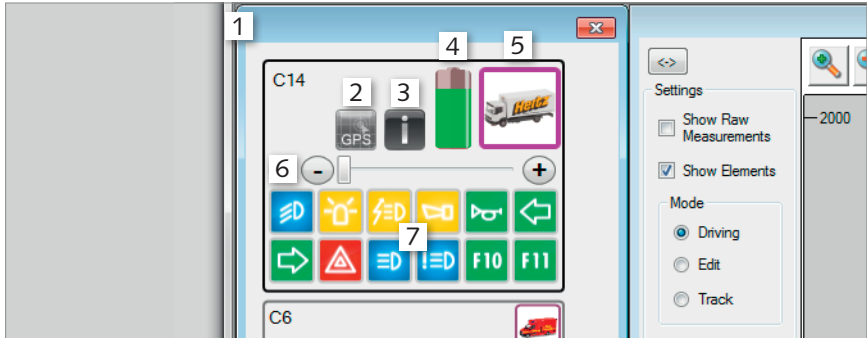 1
4
5
C14
2
3
GPS
i
Hertz
6
-
+
7
F10
F11
C6
<->
Settings
Show Raw
Measurements
Show Elements
Mode
Driving
Edit
Track
2000